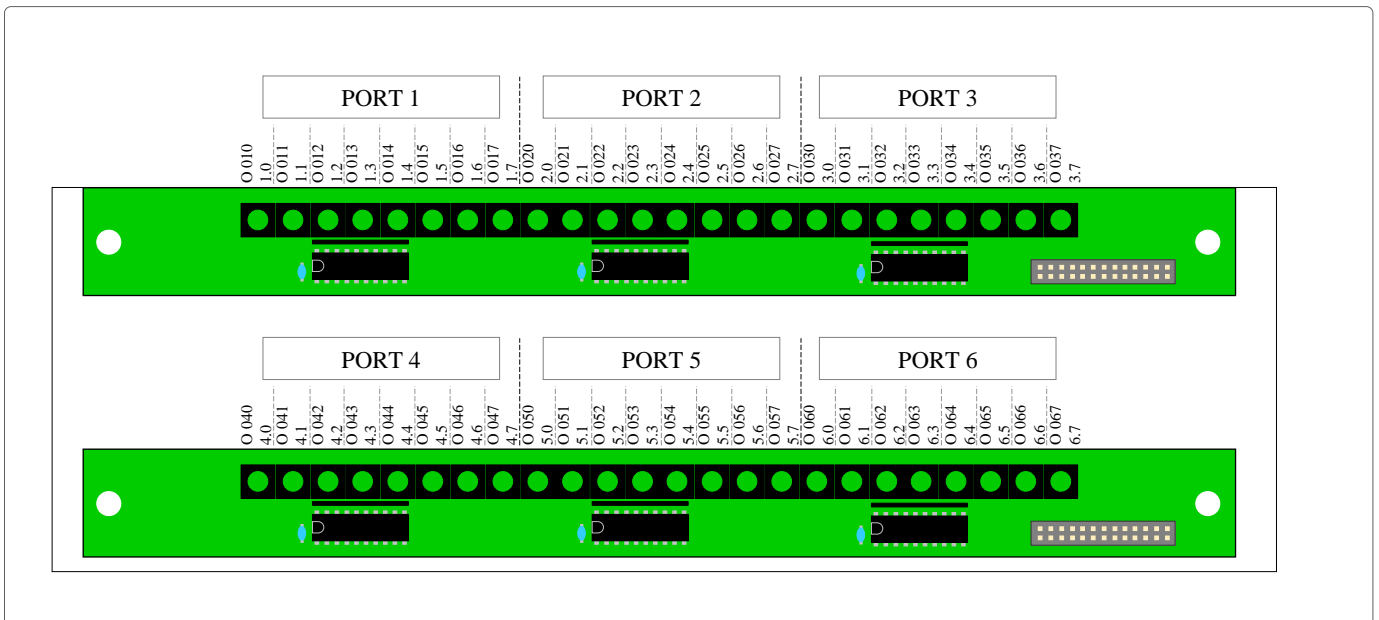 PORT 1
PORT 2
PORT 3
O 010
1.0
O 011
1.1
O 012
1.2
O 013
1.3
O 014
1.4
O 015
1.5
O 016
1.6
O 017
1.7
O 020
2.0
O 021
2.1
O 022
2.2
O 023
2.3
O 024
2.4
O 025
2.5
O 026
2.6
O 027
2.7
O 030
3.0
O 031
3.1
O 032
3.2
O 033
3.3
O 034
3.4
O 035
3.5
O 036
3.6
O 037
3.7
PORT 4
PORT 5
PORT 6
O 040
4.0
O 041
4.1
O 042
4.2
O 043
4.3
O 044
4.4
O 045
4.5
O 046
4.6
O 047
4.7
O 050
5.0
O 051
5.1
O 052
5.2
O 053
5.3
O 054
5.4
O 055
5.5
O 056
5.6
O 057
5.7
O 060
6.0
O 061
6.1
O 062
6.2
O 063
6.3
O 064
6.4
O 065
6.5
O 066
6.6
O 067
6.7